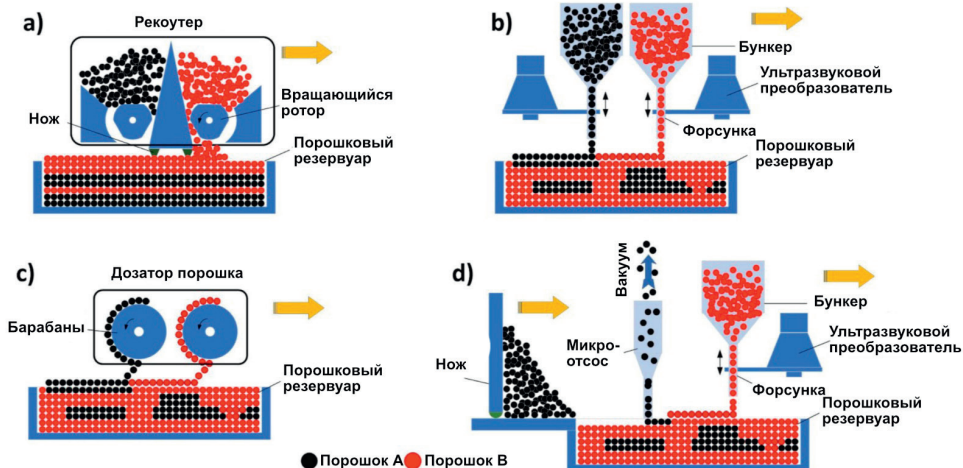 a)
Рекоутер
Вращающийся
ротор
Нож
Порошковый
резервуар
b)
Бункер
Ультразвуковой
преобразователь
Форсунка
Порошковый
резервуар
c)
Дозатор порошка
Барабаны
Порошковый
резервуар
d)
Вакуум
Бункер
Микро-
отсос
Ультразвуковой
преобразователь
Нож
Форсунка
Порошковый
резервуар
Порошок А
Порошок В